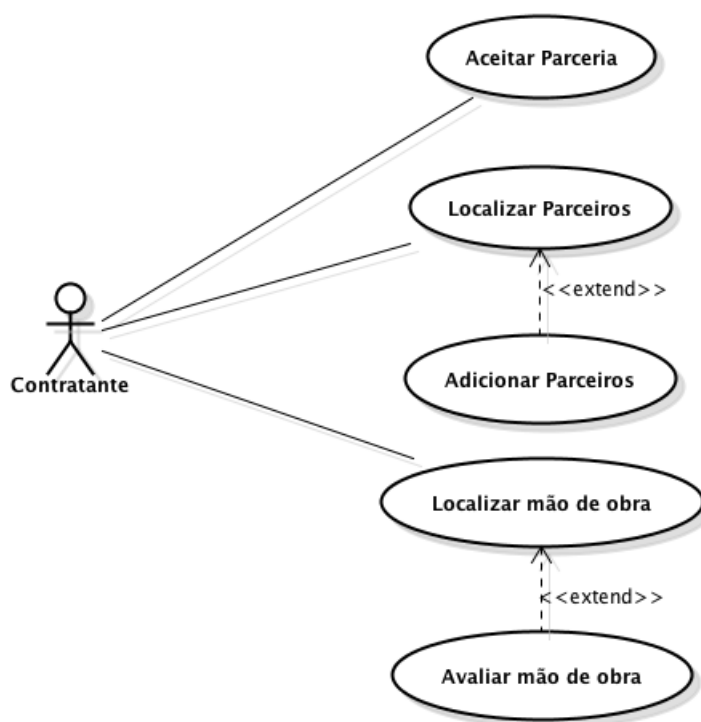 Aceitar Parceria
Localizar Parceiros
<<extend>>
Contratante
Adicionar Parceiros
Localizar mão de obra
<<extend>>
Avaliar mão de obra